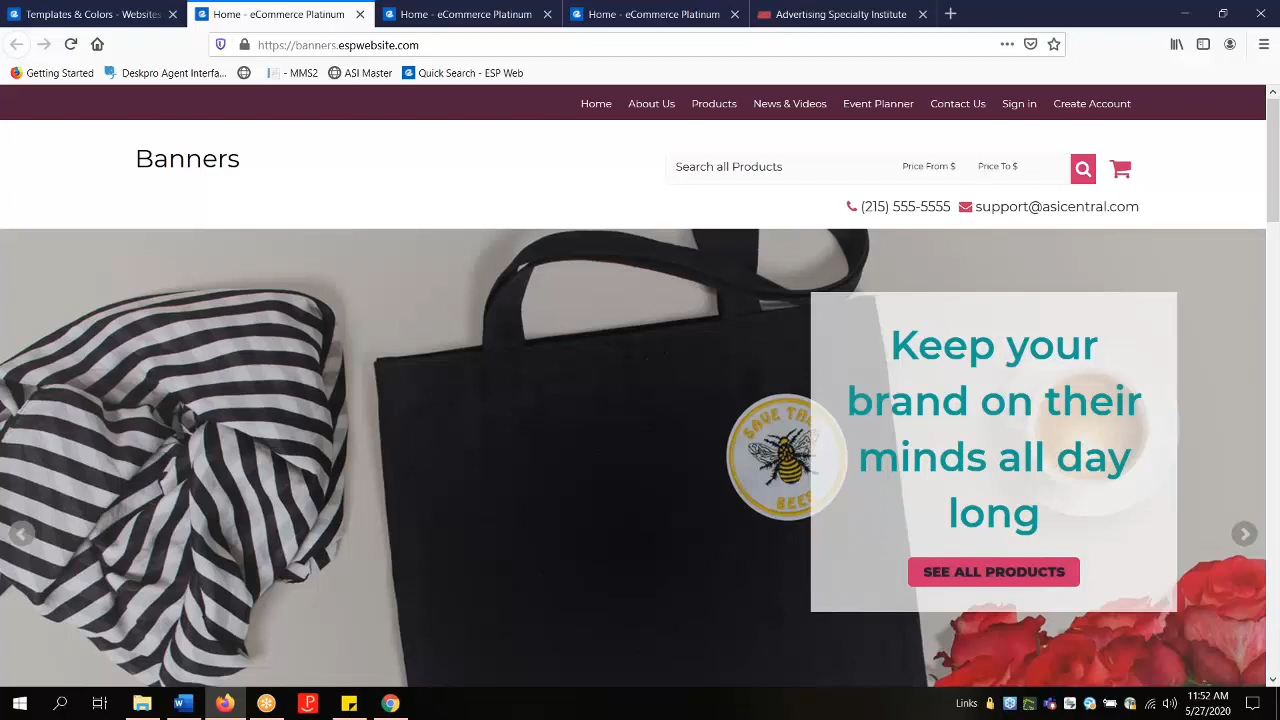 Templates & Colors - Websites
Home - eCommerce Platinum
Home - eCommerce Platinum
Home - eCommerce Platinum
Advertising Specialty Institute
https://banners.espwebsite.com
Getting Started
Deskpro Agent Interfa...
- MMS2
ASI Master
Quick Search - ESP Web
Home
About Us
Products
News & Videos
Event Planner
Contact Us
Sign in
Create Account
Banners
Search all Products
Price From $
Price To $
(215) 555-5555
support@asicentral.com
SAVE THE
BEES
Keep your
brand on their
minds all day
long
SEE ALL PRODUCTS
Links
11:52 AM
5/27/2020